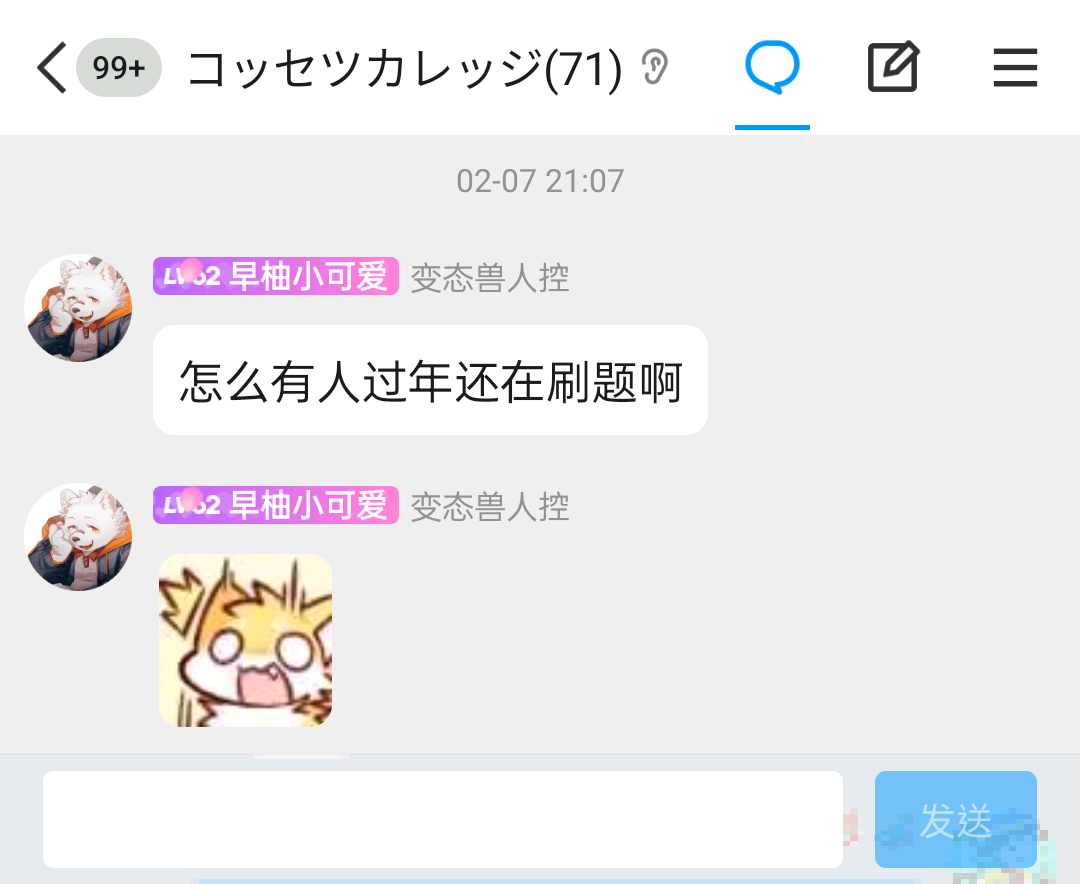 99+
コッセツカレッジ(71)
02-07 21:07
早柚小可爱 变态兽人控
怎么有人过年还在刷题啊
早柚小可爱 变态兽人控
发送